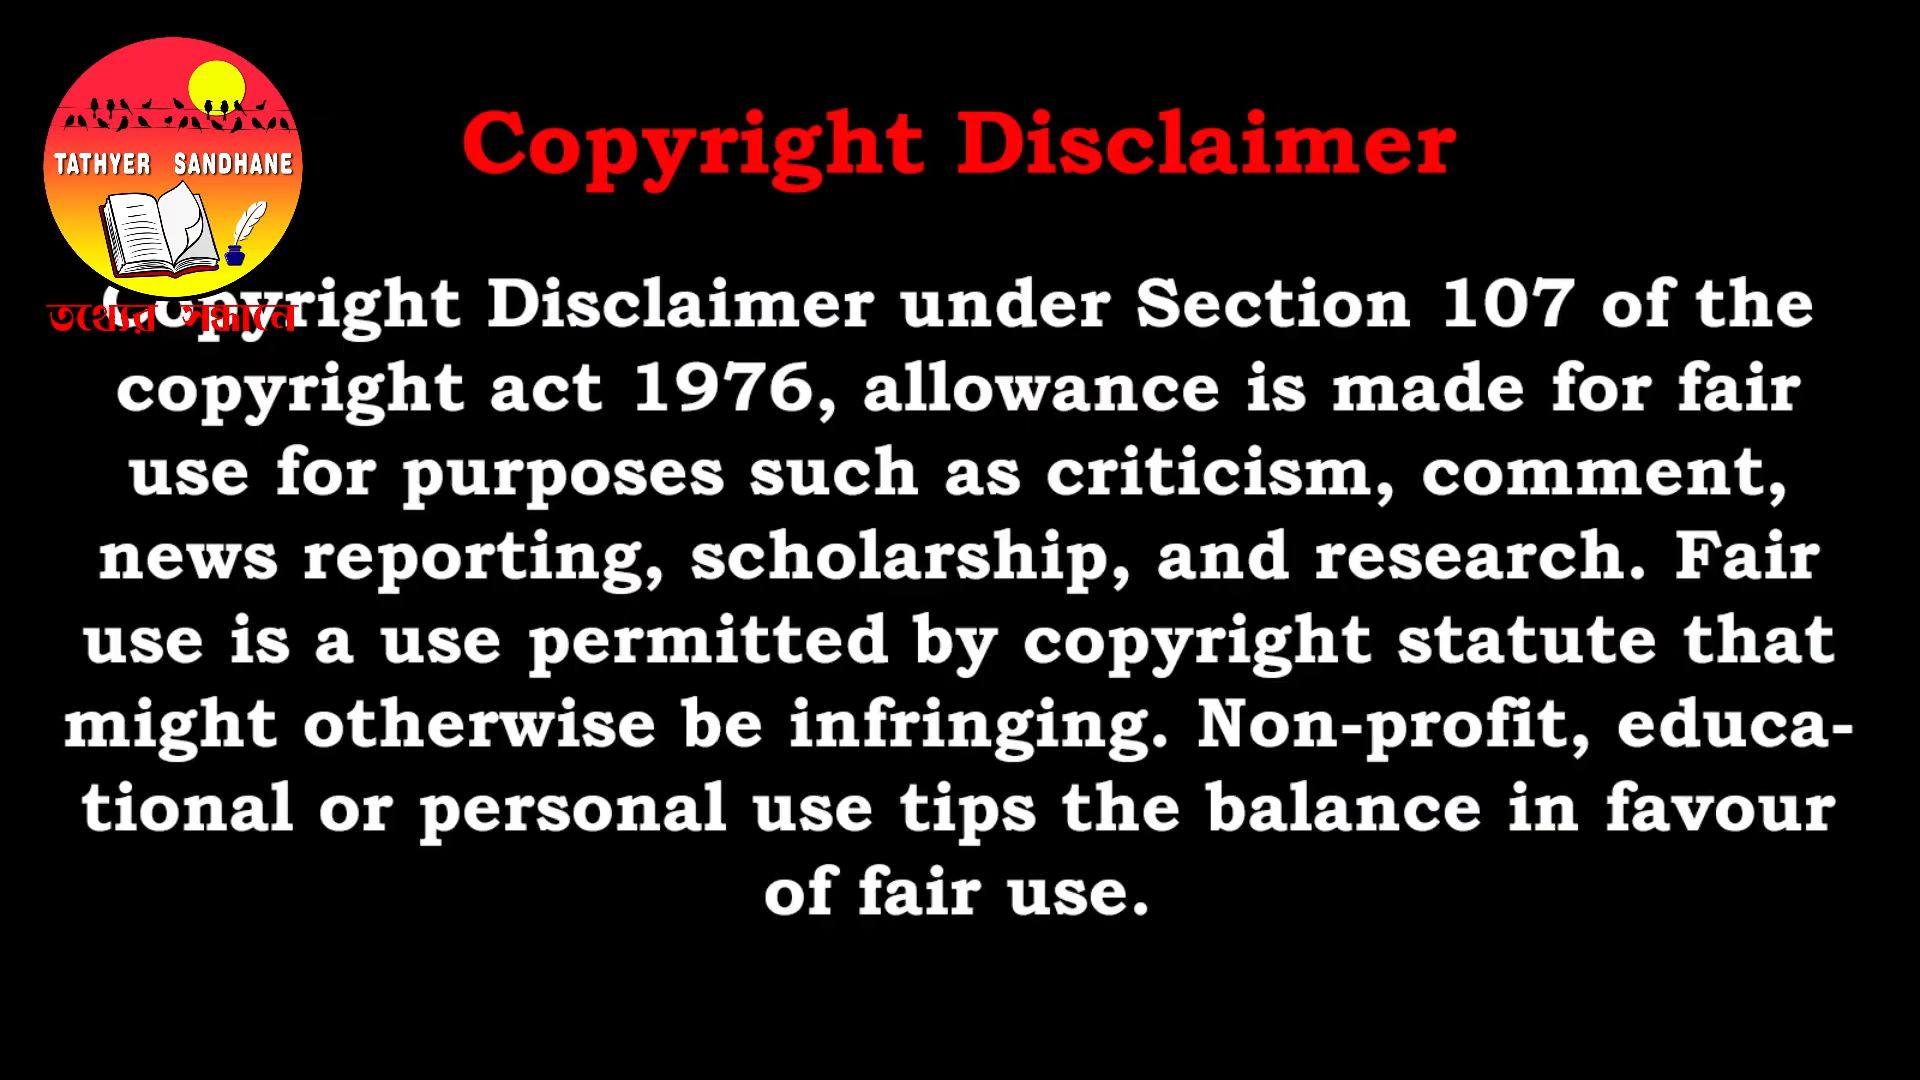 TATHYER SANDHANE
তথ্যের সন্ধানে
Copyright Disclaimer
Copyright Disclaimer under Section 107 of the
copyright act 1976, allowance is made for fair
use for purposes such as criticism, comment,
news reporting, scholarship, and research. Fair
use is a use permitted by copyright statute that
might otherwise be infringing. Non-profit, educa-
tional or personal use tips the balance in favour
of fair use.